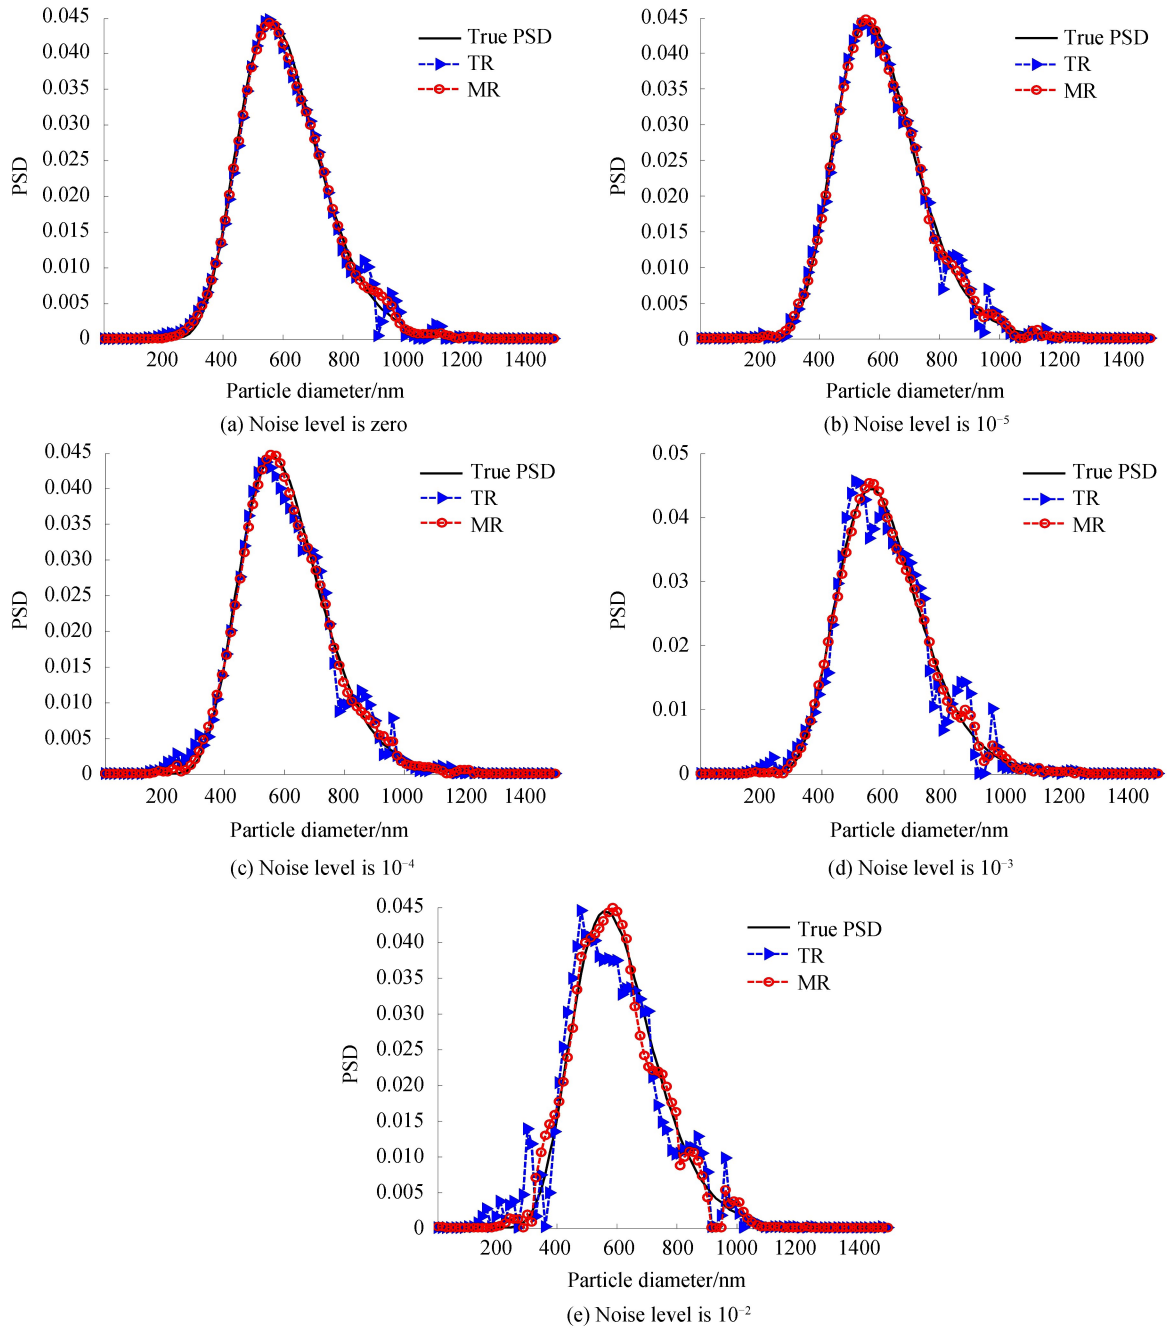 0.045
0.040
0.035
0.030
0.025
0.020
0.015
0.010
0.005
0
PSD
True PSD
TR
MR
200 400 600 800 1000 1200 1400
Particle diameter/nm
(a) Noise level is zero
0.045
0.040
0.035
0.030
0.025
0.020
0.015
0.010
0.005
0
PSD
True PSD
TR
MR
200 400 600 800 1000 1200 1400
Particle diameter/nm
(b) Noise level is 10⁻⁵
0.045
0.040
0.035
0.030
0.025
0.020
0.015
0.010
0.005
0
PSD
True PSD
TR
MR
200 400 600 800 1000 1200 1400
Particle diameter/nm
(c) Noise level is 10⁻⁴
0.05
0.04
0.03
0.02
0.01
0
PSD
True PSD
TR
MR
200 400 600 800 1000 1200 1400
Particle diameter/nm
(d) Noise level is 10⁻³
0.045
0.040
0.035
0.030
0.025
0.020
0.015
0.010
0.005
0
PSD
True PSD
TR
MR
200 400 600 800 1000 1200 1400
Particle diameter/nm
(e) Noise level is 10⁻²